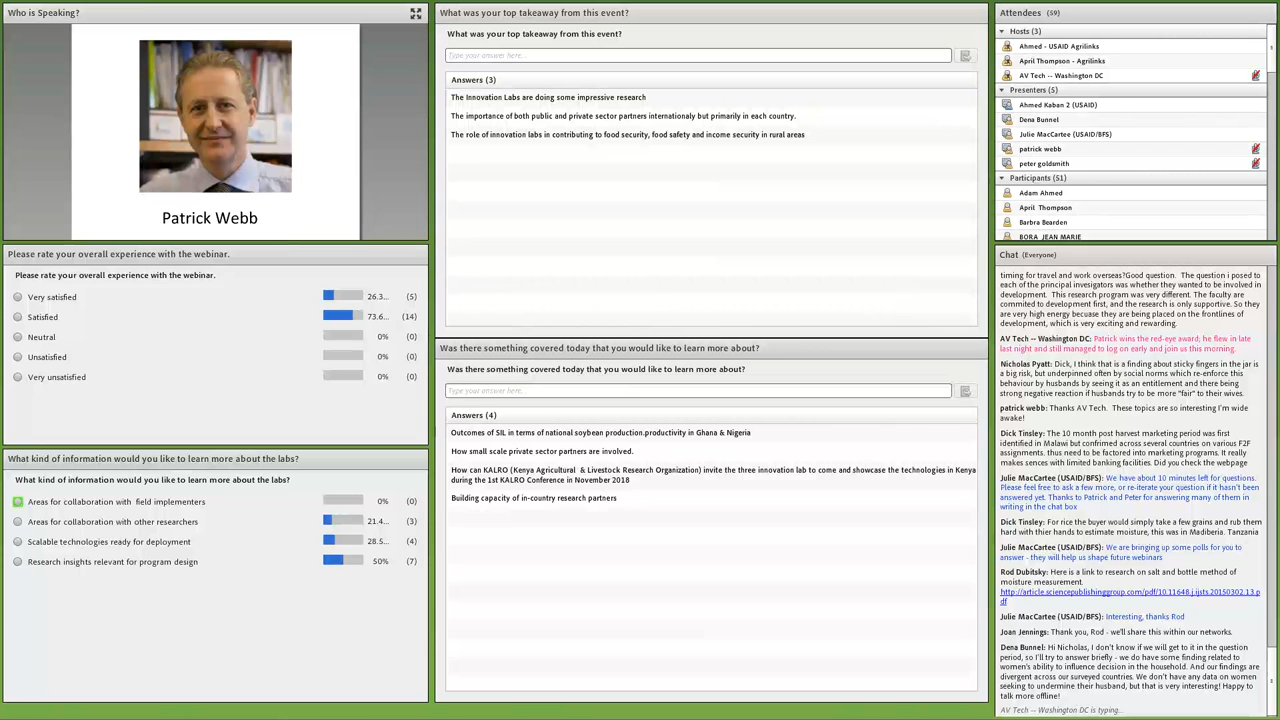 Who is Speaking?
Patrick Webb
Please rate your overall experience with the webinar.
Please rate your overall experience with the webinar.
Very satisfied 26.3... (5)
Satisfied 73.6... (14)
Neutral 0% (0)
Unsatisfied 0% (0)
Very unsatisfied 0% (0)
What kind of information would you like to learn more about the labs?
What kind of information would you like to learn more about the labs?
Areas for collaboration with field implementers 0% (0)
Areas for collaboration with other researchers 21.4... (3)
Scalable technologies ready for deployment 28.5... (4)
Research insights relevant for program design 50% (7)
What was your top takeaway from this event?
What was your top takeaway from this event?
Type your answer here...
Answers (3)
The Innovation Labs are doing some impressive research
The importance of both public and private sector partners internationaly but primarily in each country.
The role of innovation labs in contributing to food security, food safety and income security in rural areas
Was there something covered today that you would like to learn more about?
Was there something covered today that you would like to learn more about?
Type your answer here...
Answers (4)
Outcomes of SIL in terms of national soybean production.productivity in Ghana & Nigeria
How small scale private sector partners are involved.
How can KALRO (Kenya Agricultural & Livestock Research Organization) invite the three innovation lab to come and showcase the technologies in Kenya
during the 1st KALRO Conference in November 2018
Building capacity of in-country research partners
Attendees (59)
Hosts (3)
Ahmed - USAID Agrilinks
April Thompson - Agrilinks
AV Tech -- Washington DC
Presenters (5)
Ahmed Kaban 2 (USAID)
Dena Bunnel
Julie MacCartee (USAID/BFS)
patrick webb
peter goldsmith
Participants (51)
Adam Ahmed
April Thompson
Barbra Bearden
BORA JEAN MARIE
Chat (Everyone)
timing for travel and work overseas?Good question. The question i posed to
each of the principal invesigators was whether they wanted to be involved in
development. This research program was very different. The faculty are
commited to development first, and the research is only supportive. So they
are very high energy because they are being placed on the frontlines of
development, which is very exciting and rewarding.
AV Tech -- Washington DC: Patrick wins the red-eye award; he flew in late
last night and still managed to log on early and join us this morning.
Nicholas Pyatt: Dick, I think that is a finding about sticky fingers in the jar is
a big risk, but underpinned often by social norms which re-enforce this
behaviour by husbands by seeing it as an entitlement and there being
strong negative reaction if husbands try to be more "fair" to their wives.
patrick webb: Thanks AV Tech. These topics are so interesting I'm wide
awake!
Dick Tinsley: The 10 month post harvest marketing period was first
identified in Malawi but confrimed across several countries on various F2F
assignments. thus need to be factored into marketing programs. It really
makes sences with limited banking facilities. Did you check the webpage
Julie MacCartee (USAID/BFS): We have about 10 minutes left for questions.
Please feel free to ask a few more, or re-iterate your question if it hasn't been
answered yet. Thanks to Patrick and Peter for answering many of them in
writing in the chat box
Dick Tinsley: For rice the buyer would simply take a few grains and rub them
hard with thier hands to estimate moisture, this was in Madiberia. Tanzania
Julie MacCartee (USAID/BFS): We are bringing up some polls for you to
answer - they will help us shape future webinars
Rod Dubitsky: Here is a link to research on salt and bottle method of
moisture measurement.
http://article.sciencepublishinggroup.com/pdf/10.11648.j.ijsts.20150302.13.p
df
Julie MacCartee (USAID/BFS): Interesting, thanks Rod
Joan Jennings: Thank you, Rod - we'll share this within our networks.
Dena Bunnel: Hi Nicholas, I don't know if we will get to it in the question
period, so I'll try to answer briefly - we do have some finding related to
women's ability to influence decision in the household. And our findings are
divergent across our surveyed countries. We don't have any data on women
seeking to undermine their husband, but that is very interesting! Happy to
talk more offline!
AV Tech -- Washington DC is typing...